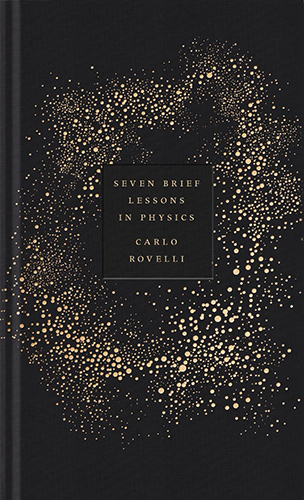 SEVEN BRIEF
LESSONS
IN PHYSICS
CARLO
ROVELLI